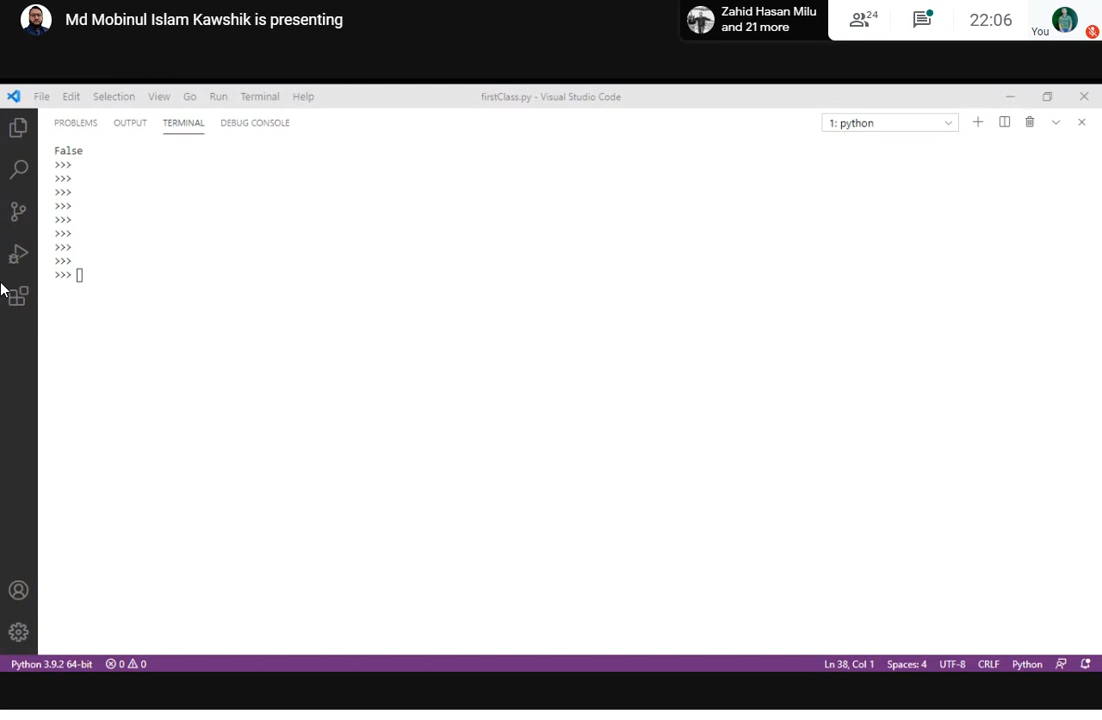 Md Mobinul Islam Kawshik is presenting
Zahid Hasan Milu
and 21 more
24
22:06
You
File Edit Selection View Go Run Terminal Help
firstClass.py - Visual Studio Code
PROBLEMS OUTPUT TERMINAL DEBUG CONSOLE
1: python
False
>>>
>>>
>>>
>>>
>>>
>>>
>>>
>>>
>>>
Python 3.9.2 64-bit 0 0
Ln 38, Col 1 Spaces: 4 UTF-8 CRLF Python